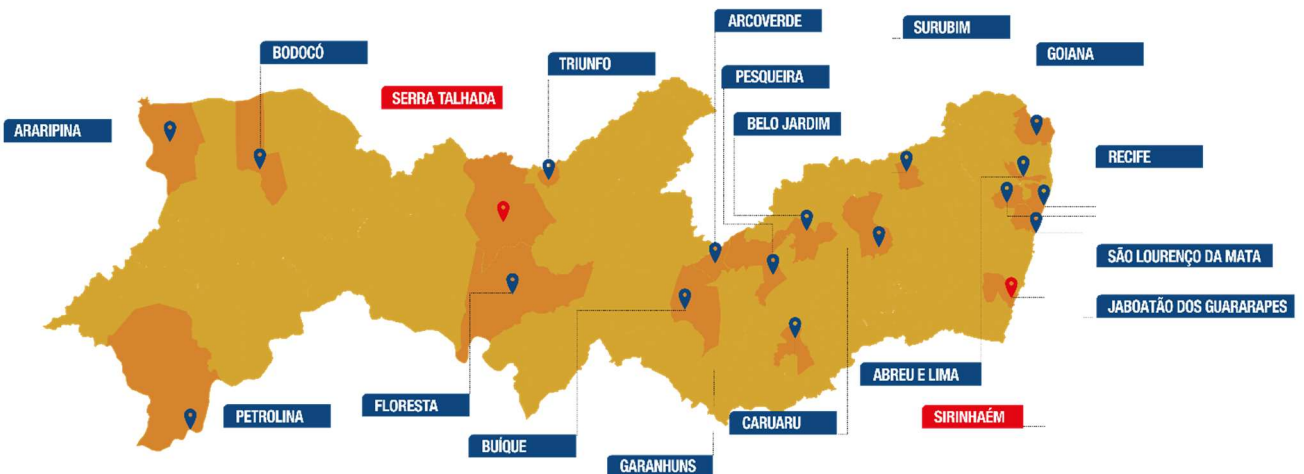 ARCOVERDE
SURUBIM
BODOCÓ
GOIANA
TRIUNFO
PESQUEIRA
SERRA TALHADA
BELO JARDIM
ARARIPINA
RECIFE
SÃO LOURENÇO DA MATA
JABOATÃO DOS GUARARAPES
ABREU E LIMA
FLORESTA
PETROLINA
SIRINHAÉM
CARUARU
BUÍQUE
GARANHUNS